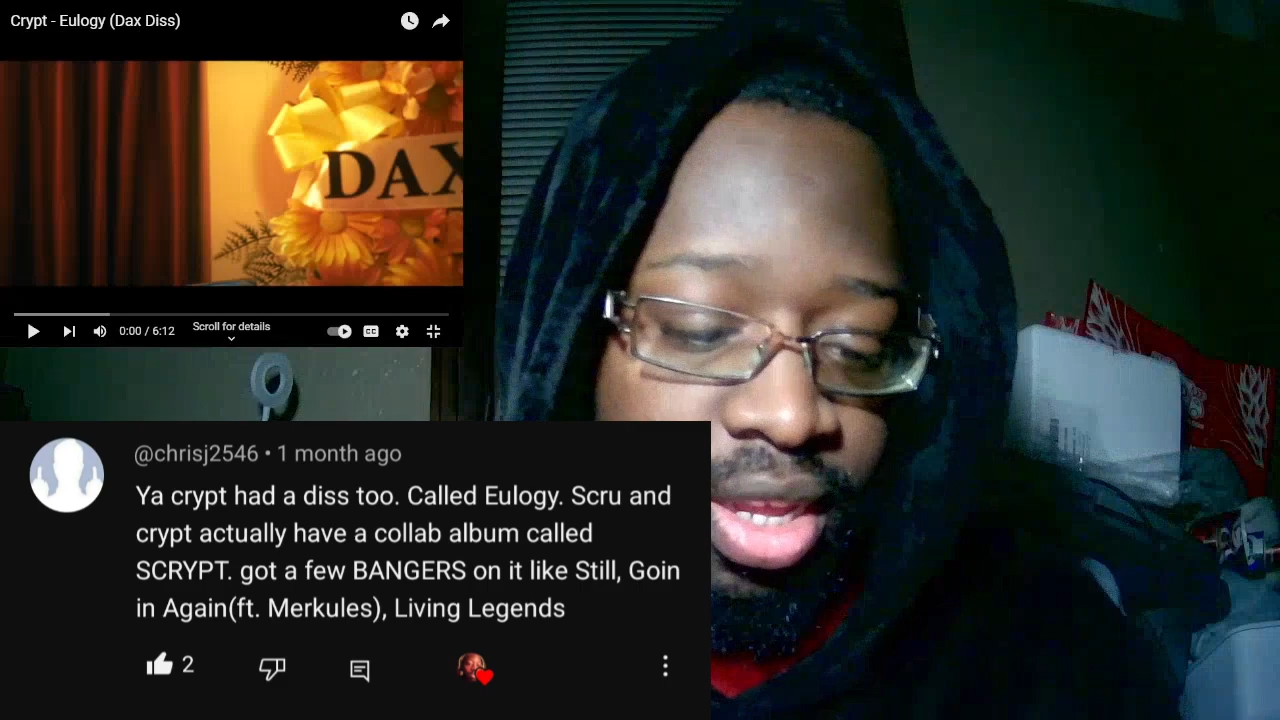 Crypt - Eulogy (Dax Diss)
DAX
0:00 / 6:12
Scroll for details
CC
@chrisj2546 • 1 month ago
Ya crypt had a diss too. Called Eulogy. Scru and
crypt actually have a collab album called
SCRYPT. got a few BANGERS on it like Still, Goin
in Again(ft. Merkules), Living Legends
2